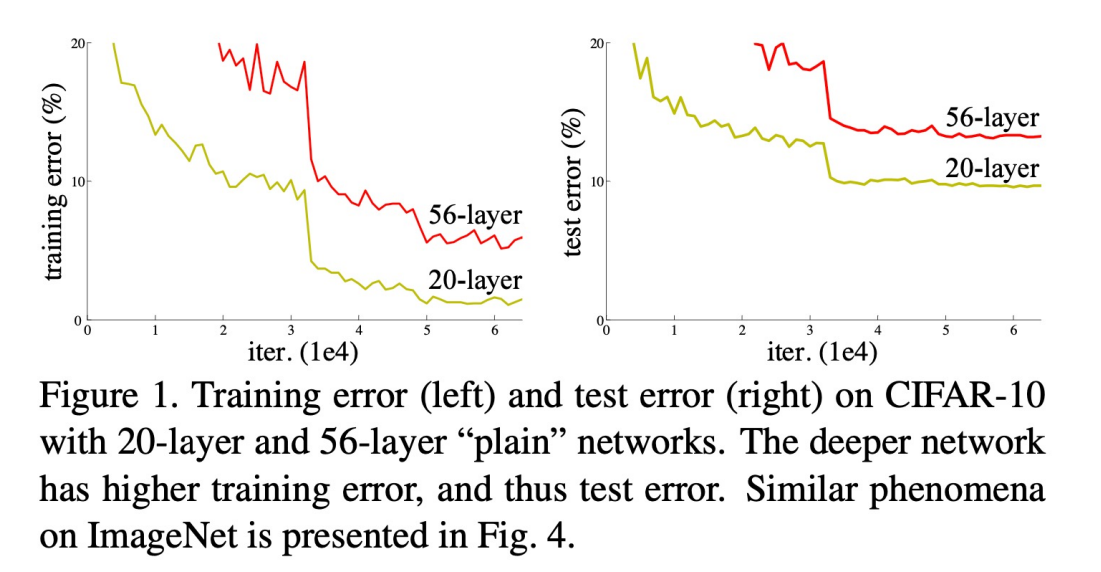 20
10
0
training error (%)
56-layer
20-layer
0 1 2 3 4 5 6
iter. (1e4)
20
10
0
test error (%)
56-layer
20-layer
0 1 2 3 4 5 6
iter. (1e4)
Figure 1. Training error (left) and test error (right) on CIFAR-10
with 20-layer and 56-layer “plain” networks. The deeper network
has higher training error, and thus test error. Similar phenomena
on ImageNet is presented in Fig. 4.